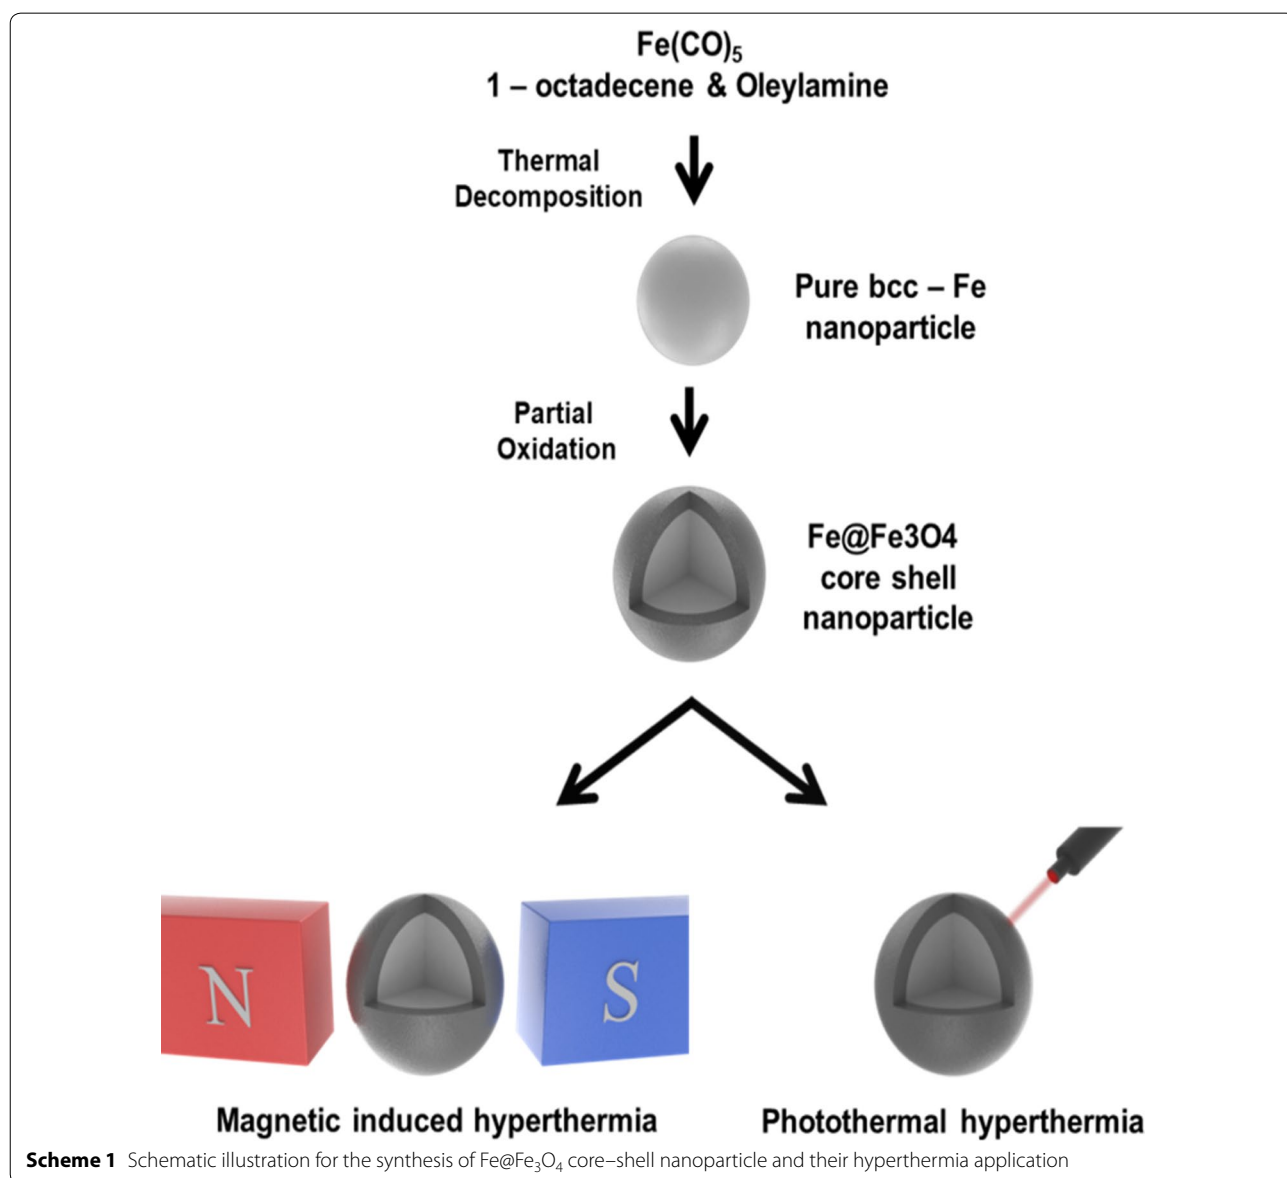 Fe(CO)₅
1 – octadecene & Oleylamine
Thermal
Decomposition
Pure bcc – Fe
nanoparticle
Partial
Oxidation
Fe@Fe3O4
core shell
nanoparticle
N
S
Magnetic induced hyperthermia
Photothermal hyperthermia
Scheme 1 Schematic illustration for the synthesis of Fe@Fe₃O₄ core–shell nanoparticle and their hyperthermia application